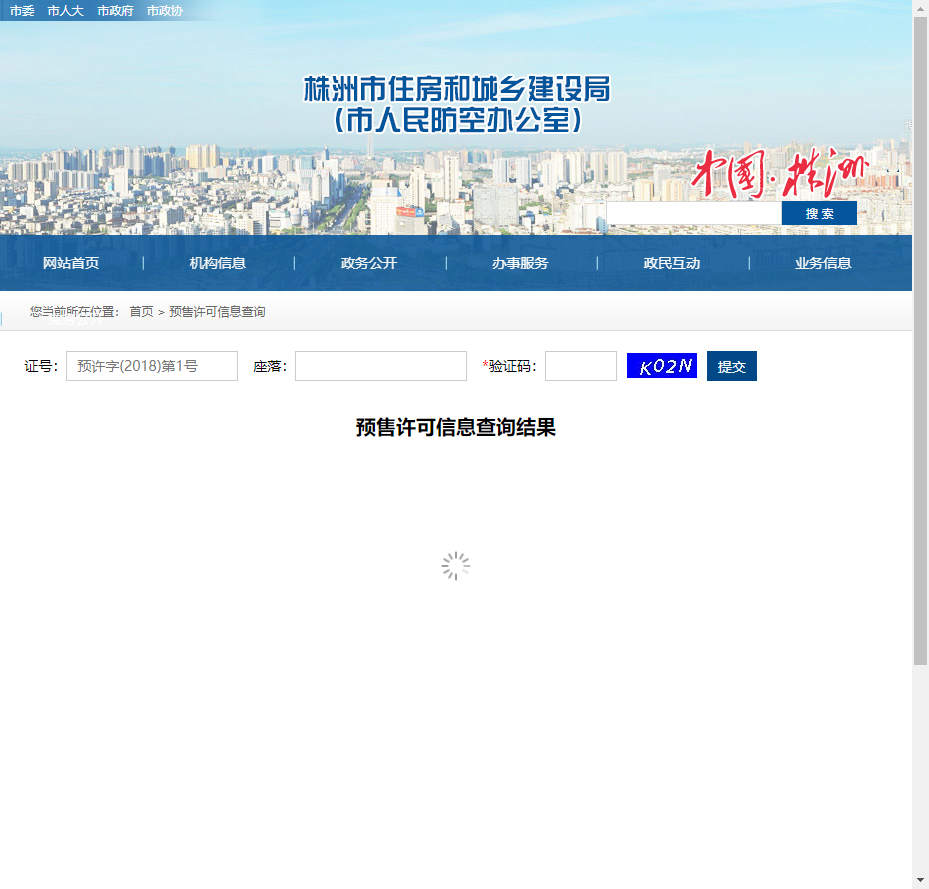 市委 市人大 市政府 市政协
株洲市住房和城乡建设局
（市人民防空办公室）
中国·株洲
搜 索
网站首页 | 机构信息 | 政务公开 | 办事服务 | 政民互动 | 业务信息
您当前所在位置： 首页 > 预售许可信息查询
证号： 预许字(2018)第1号 座落： *验证码： K02N 提交
预售许可信息查询结果